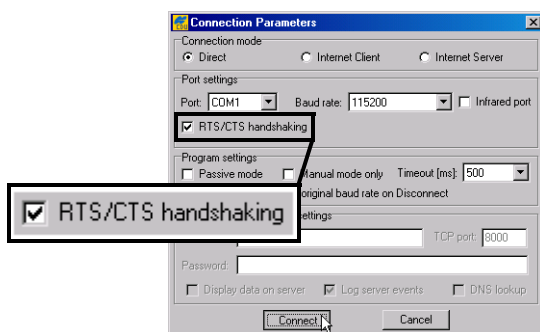 Connection Parameters
Connection mode
Direct Internet Client Internet Server
Port settings
Port: COM1 Baud rate: 115200 Infrared port
RTS/CTS handshaking
Program settings
Passive mode Manual mode only Timeout [ms]: 500
original baud rate on Disconnect
RTS/CTS handshaking
settings
TCP port: 8000
Password:
Display data on server Log server events DNS lookup
Connect Cancel